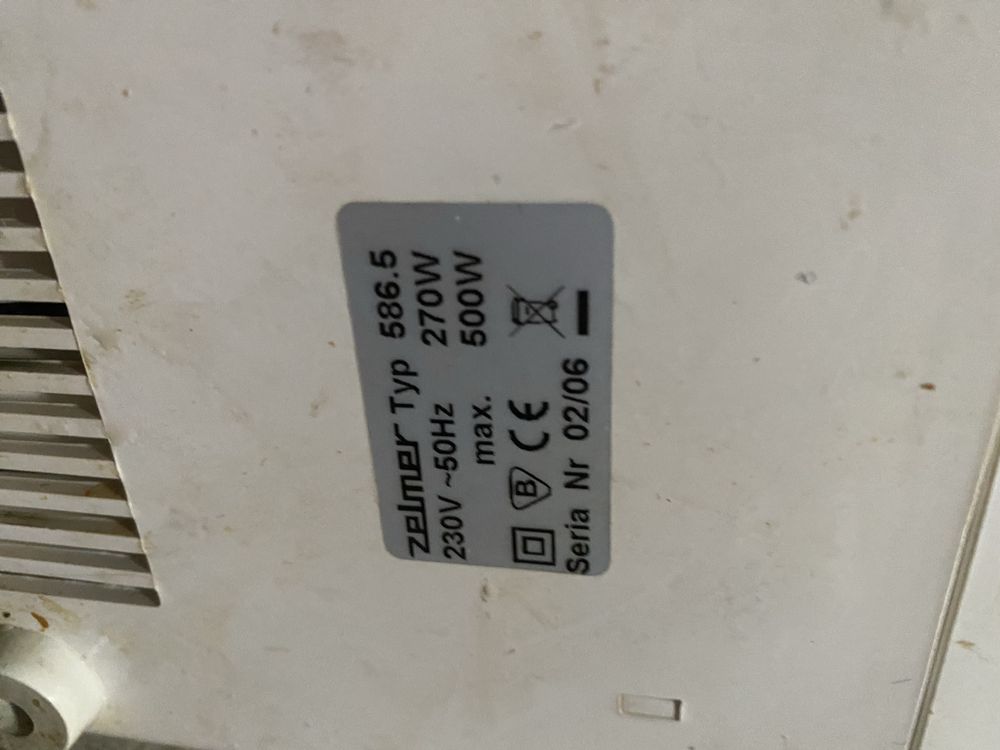 zelmer Typ 586.5
230V ~50Hz 270W
max. 500W
B CE
Seria Nr 02/06